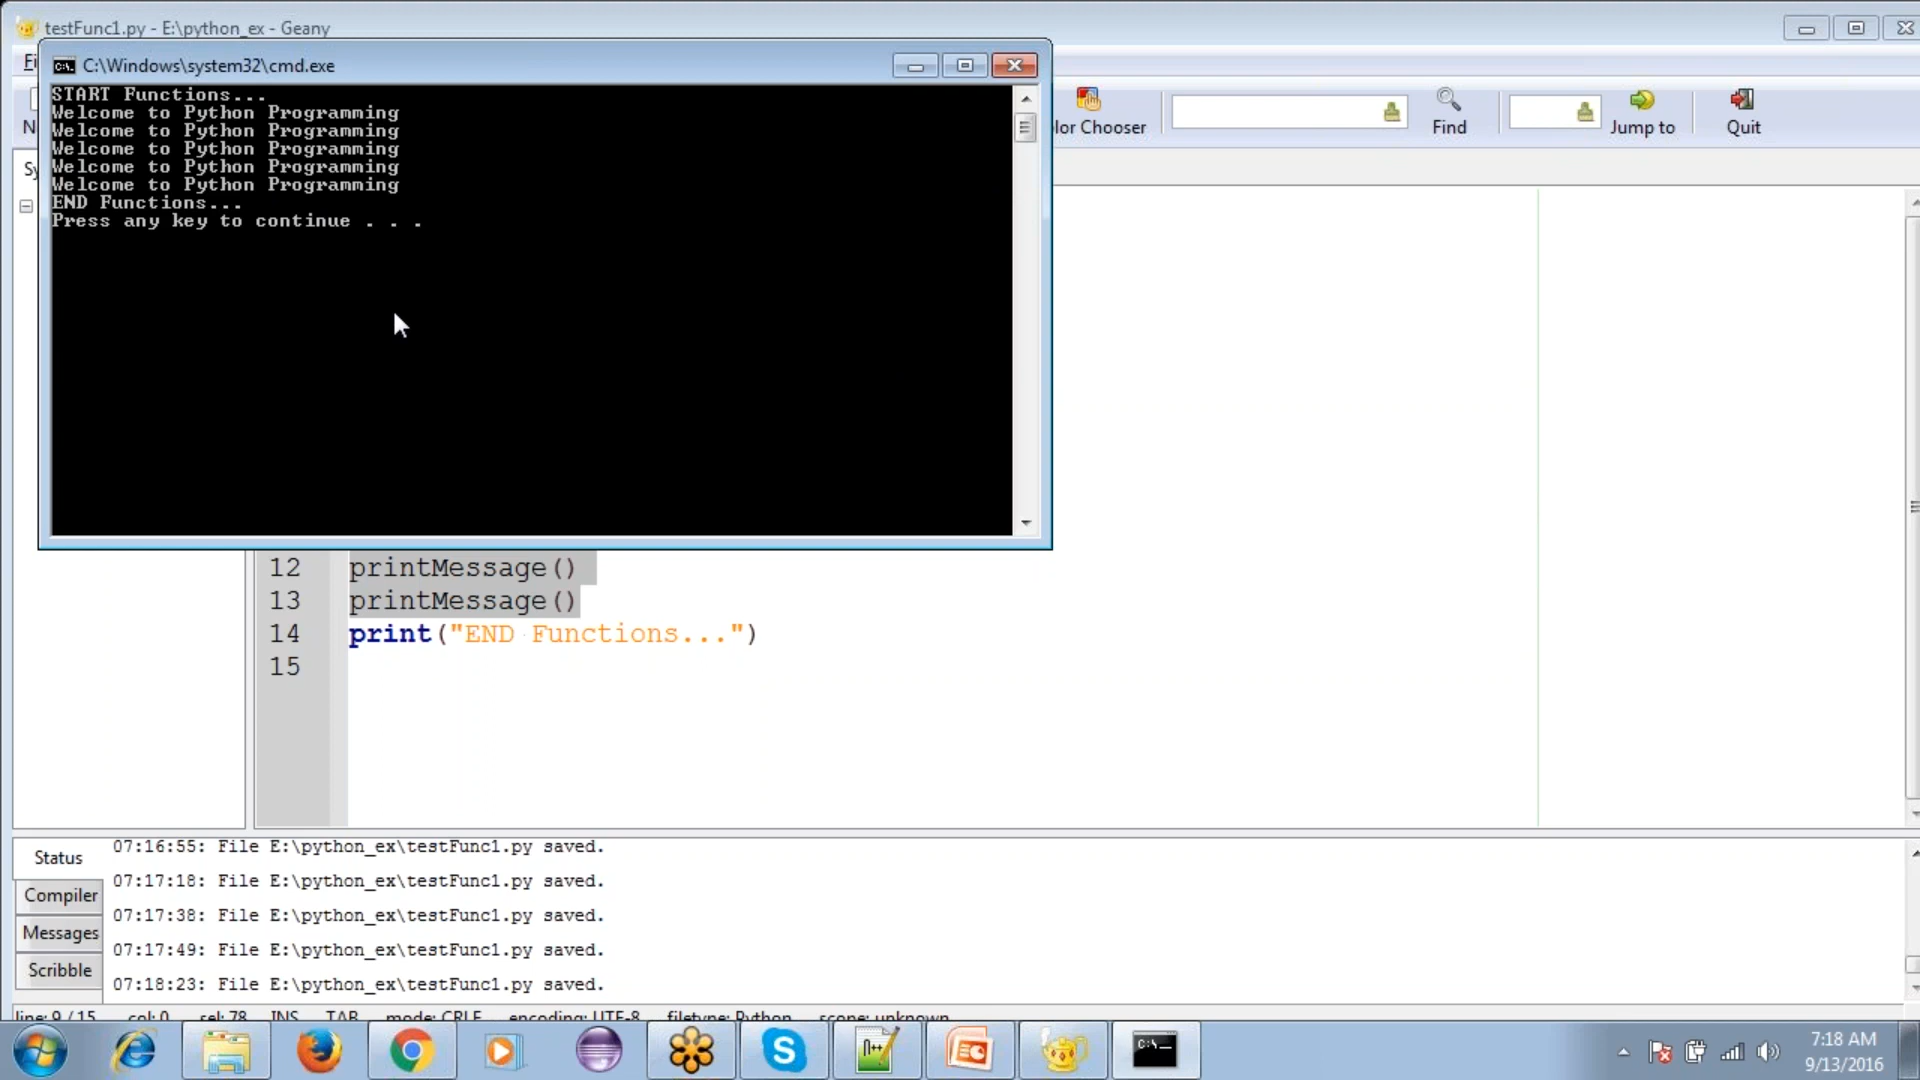 testFunc1.py - E:\python_ex - Geany
C:\Windows\system32\cmd.exe
START Functions...
Welcome to Python Programming
Welcome to Python Programming
Welcome to Python Programming
Welcome to Python Programming
Welcome to Python Programming
END Functions...
Press any key to continue . . .
lor Chooser
Find
Jump to
Quit
12 printMessage()
13 printMessage()
14 print("END Functions...")
15
Status
Compiler
Messages
Scribble
07:16:55: File E:\python_ex\testFunc1.py saved.
07:17:18: File E:\python_ex\testFunc1.py saved.
07:17:38: File E:\python_ex\testFunc1.py saved.
07:17:49: File E:\python_ex\testFunc1.py saved.
07:18:23: File E:\python_ex\testFunc1.py saved.
line: 9 / 15 col: 0 sel: 78 INS TAB mode: CRLF encoding: UTF-8 filetype: Python scope: unknown
7:18 AM
9/13/2016